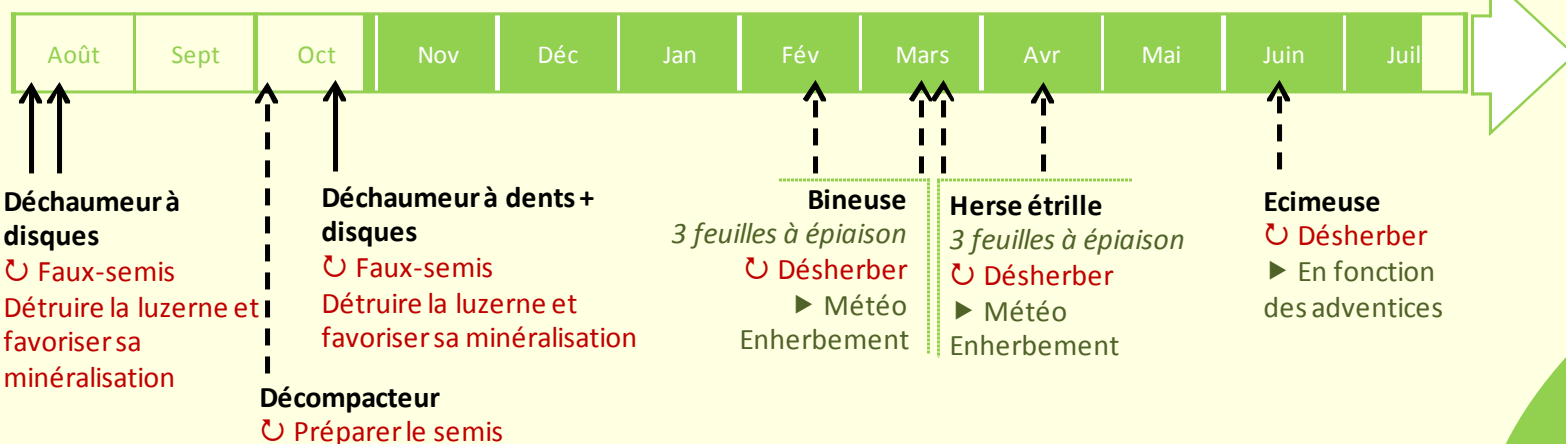 Août Sept Oct Nov Déc Jan Fév Mars Avr Mai Juin Juil
Déchaumeur à
disques
↻ Faux-semis
Détruire la luzerne et
favoriser sa
minéralisation
Décompacteur
↻ Préparer le semis
Déchaumeur à dents +
disques
↻ Faux-semis
Détruire la luzerne et
favoriser sa minéralisation
Bineuse
3 feuilles à épiaison
↻ Désherber
▶ Météo
Enherbement
Herse étrille
3 feuilles à épiaison
↻ Désherber
▶ Météo
Enherbement
Ecimeuse
↻ Désherber
▶ En fonction
des adventices